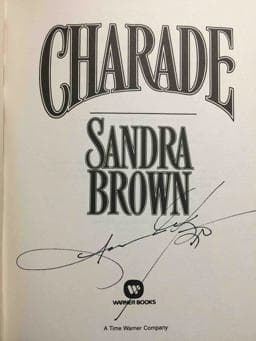 CHARADE
SANDRA
BROWN
WARNER BOOKS
A Time Warner Company